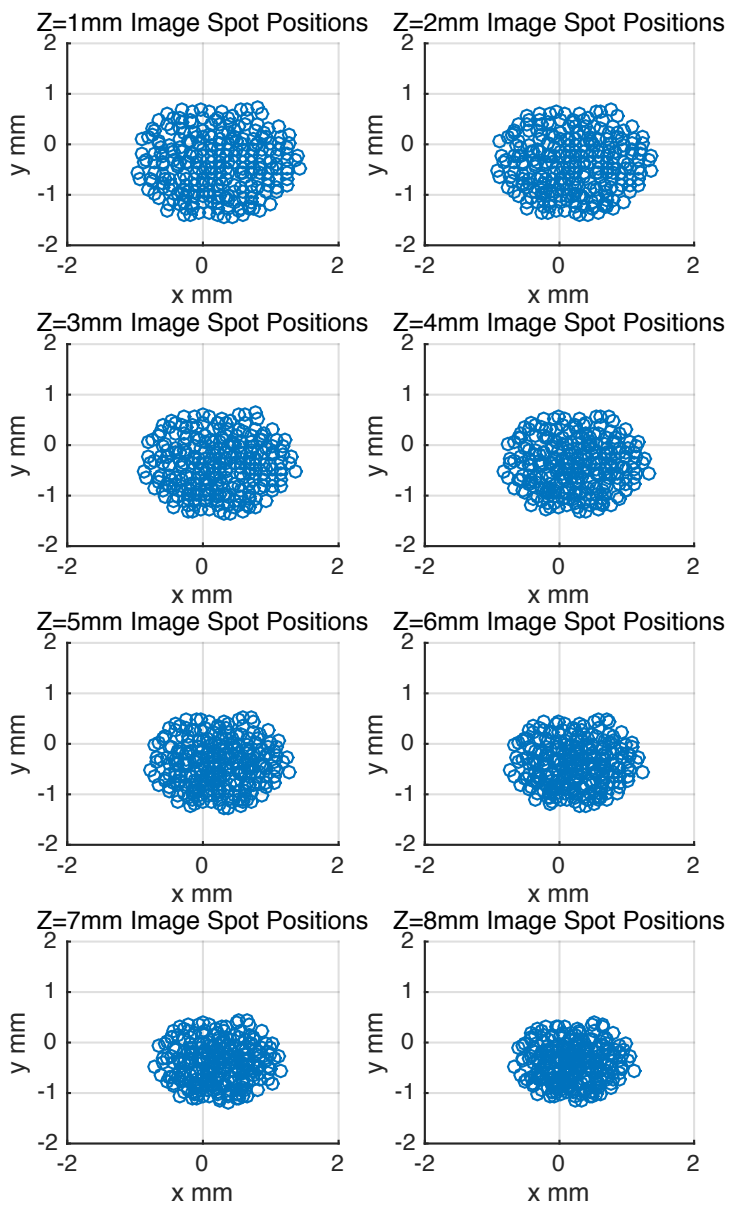 Z=1mm Image Spot Positions
2
1
0
-1
-2
y mm
-2 0 2
x mm
Z=2mm Image Spot Positions
2
1
0
-1
-2
y mm
-2 0 2
x mm
Z=3mm Image Spot Positions
2
1
0
-1
-2
y mm
-2 0 2
x mm
Z=4mm Image Spot Positions
2
1
0
-1
-2
y mm
-2 0 2
x mm
Z=5mm Image Spot Positions
2
1
0
-1
-2
y mm
-2 0 2
x mm
Z=6mm Image Spot Positions
2
1
0
-1
-2
y mm
-2 0 2
x mm
Z=7mm Image Spot Positions
2
1
0
-1
-2
y mm
-2 0 2
x mm
Z=8mm Image Spot Positions
2
1
0
-1
-2
y mm
-2 0 2
x mm